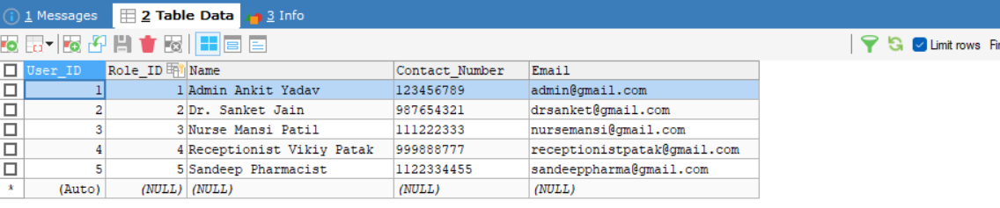 1 Messages 2 Table Data 3 Info
Limit rows Fir
User_ID Role_ID Name Contact_Number Email
1 1 Admin Ankit Yadav 123456789 admin@gmail.com
2 2 Dr. Sanket Jain 987654321 drsanket@gmail.com
3 3 Nurse Mansi Patil 111222333 nursemansi@gmail.com
4 4 Receptionist Vikiy Patak 999888777 receptionistpatak@gmail.com
5 5 Sandeep Pharmacist 1122334455 sandeeppharma@gmail.com
* (Auto) (NULL) (NULL) (NULL) (NULL)